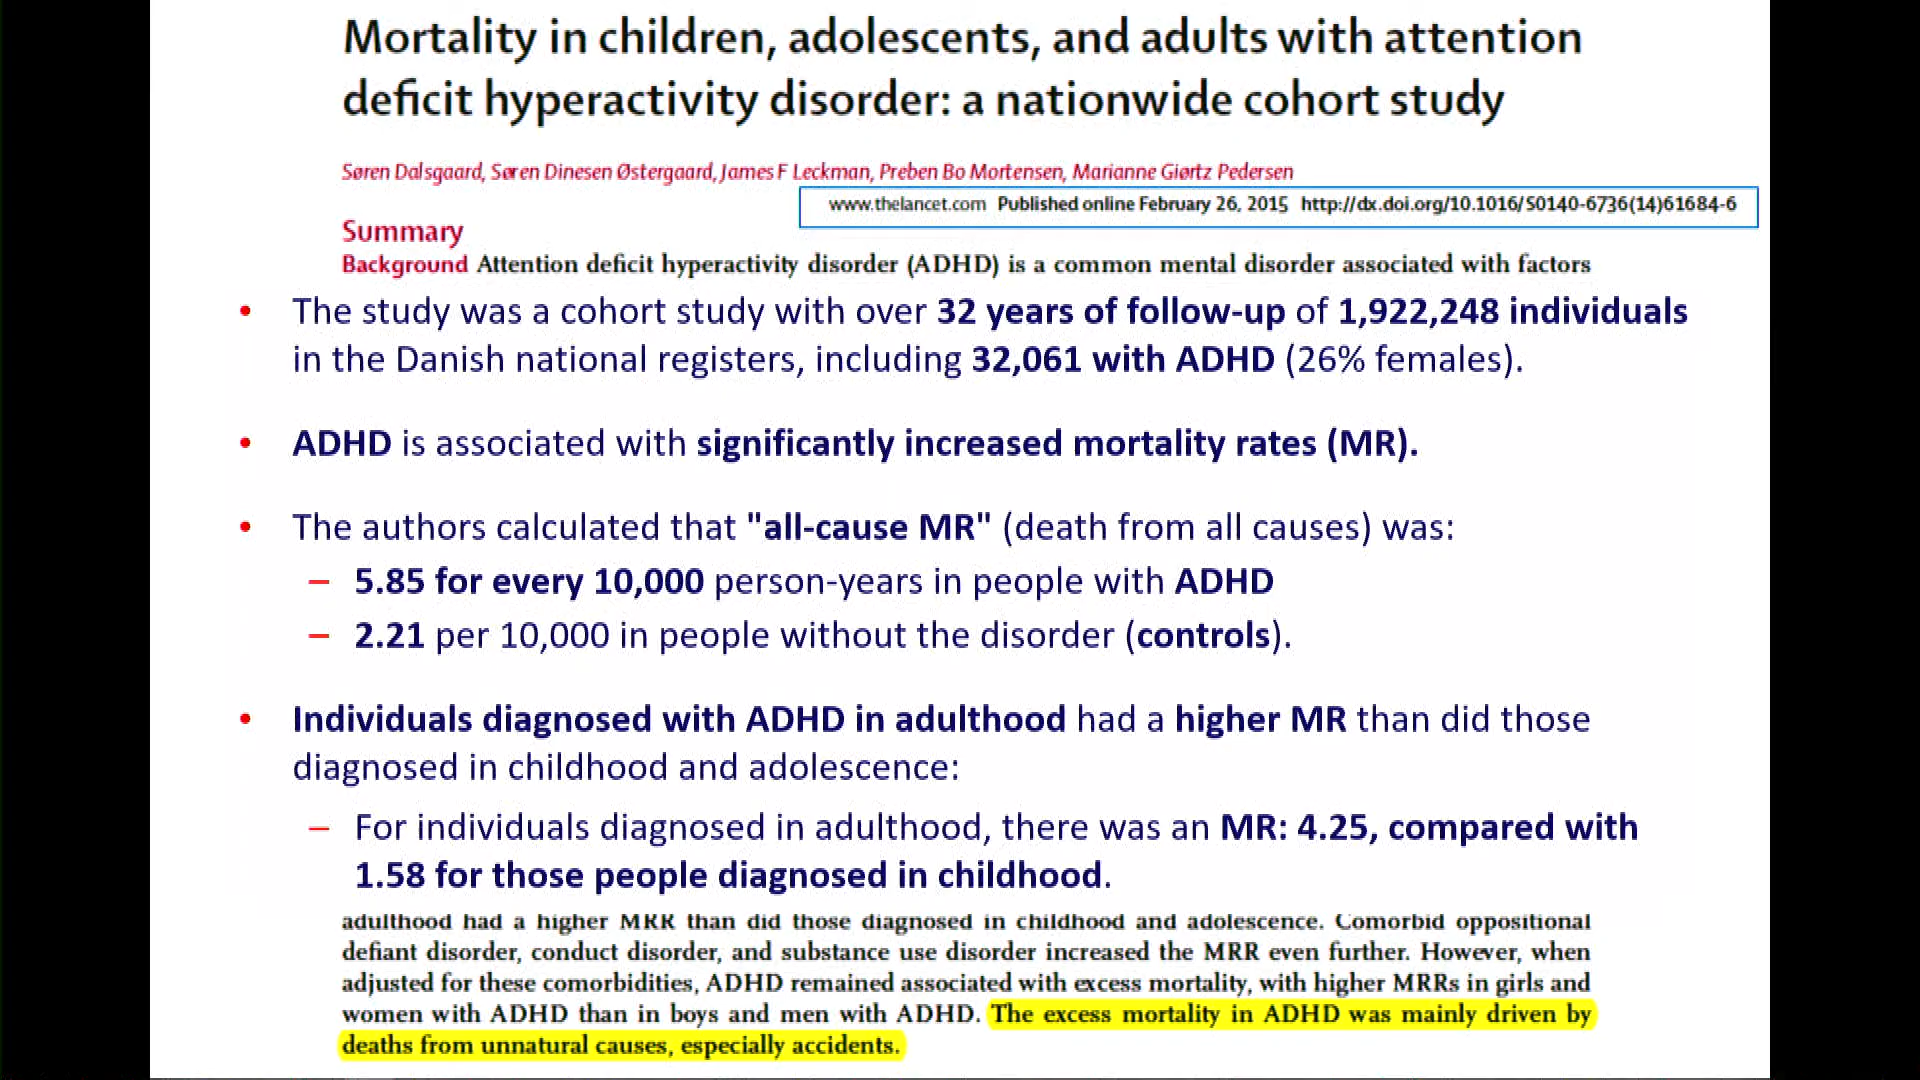 Mortality in children, adolescents, and adults with attention
deficit hyperactivity disorder: a nationwide cohort study
Søren Dalsgaard, Søren Dinesen Østergaard, James F Leckman, Preben Bo Mortensen, Marianne Giørtz Pedersen
www.thelancet.com Published online February 26, 2015 http://dx.doi.org/10.1016/S0140-6736(14)61684-6
Summary
Background Attention deficit hyperactivity disorder (ADHD) is a common mental disorder associated with factors
• The study was a cohort study with over 32 years of follow-up of 1,922,248 individuals
in the Danish national registers, including 32,061 with ADHD (26% females).
• ADHD is associated with significantly increased mortality rates (MR).
• The authors calculated that "all-cause MR" (death from all causes) was:
– 5.85 for every 10,000 person-years in people with ADHD
– 2.21 per 10,000 in people without the disorder (controls).
• Individuals diagnosed with ADHD in adulthood had a higher MR than did those
diagnosed in childhood and adolescence:
– For individuals diagnosed in adulthood, there was an MR: 4.25, compared with
1.58 for those people diagnosed in childhood.
adulthood had a higher MRR than did those diagnosed in childhood and adolescence. Comorbid oppositional
defiant disorder, conduct disorder, and substance use disorder increased the MRR even further. However, when
adjusted for these comorbidities, ADHD remained associated with excess mortality, with higher MRRs in girls and
women with ADHD than in boys and men with ADHD. The excess mortality in ADHD was mainly driven by
deaths from unnatural causes, especially accidents.